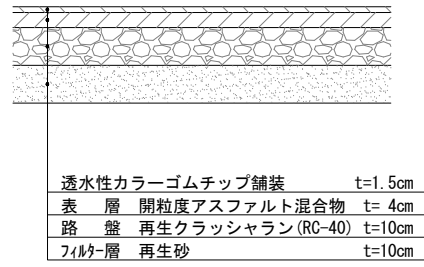 透水性カラーゴムチップ舗装 t=1.5cm
表 層 開粒度アスファルト混合物 t= 4cm
路 盤 再生クラッシャラン(RC-40) t=10cm
フィルター層 再生砂 t=10cm